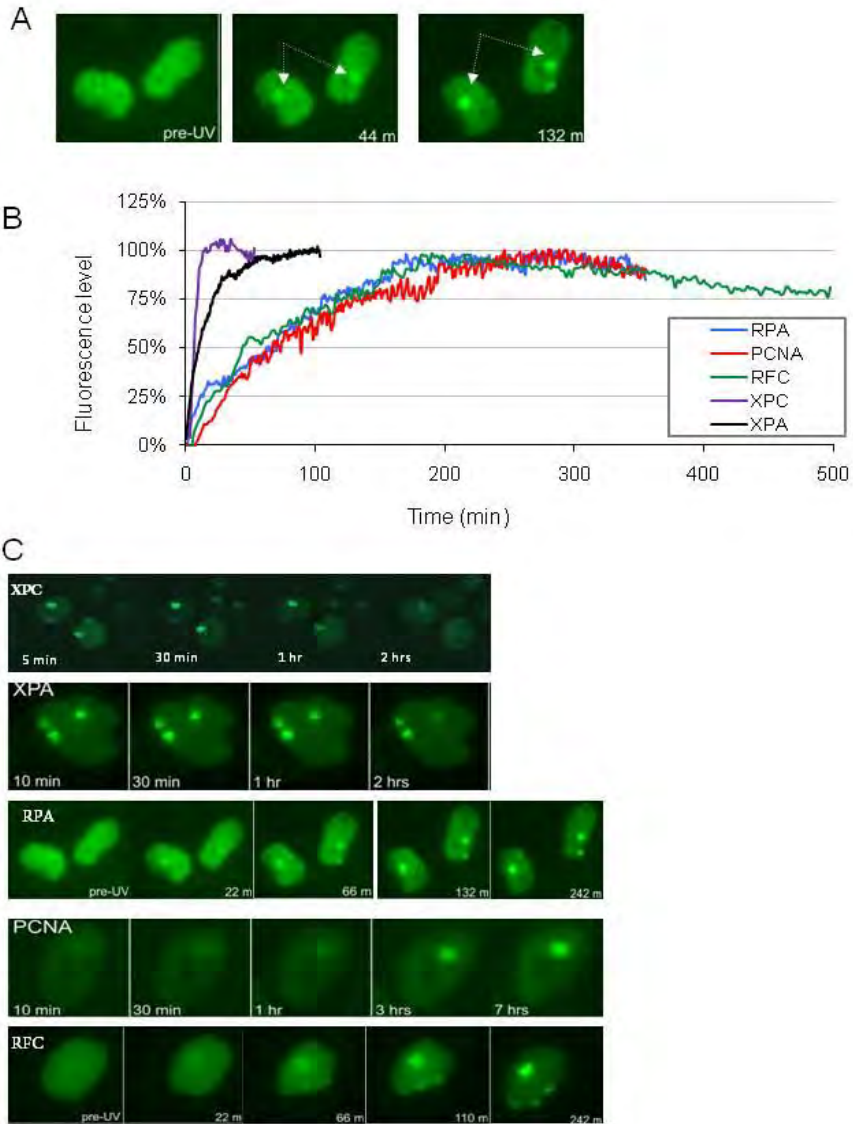 A
pre-UV
44 m
132 m
B
Fluorescence level
125%
100%
75%
50%
25%
0%
0 100 200 300 400 500
Time (min)
RPA
PCNA
RFC
XPC
XPA
C
XPC
5 min 30 min 1 hr 2 hrs
XPA
10 min 30 min 1 hr 2 hrs
RPA
pre-UV 22 m 66 m 132 m 242 m
PCNA
10 min 30 min 1 hr 3 hrs 7 hrs
RFC
pre-UV 22 m 66 m 110 m 242 m